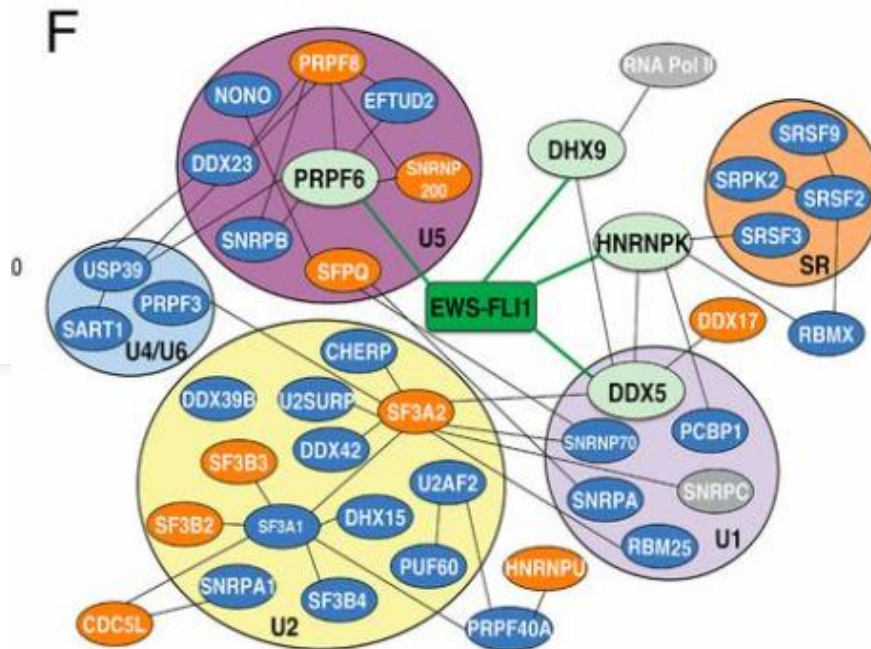 F
PRPF8
RNA Pol II
NONO
EFTUD2
SRSF9
DHX9
DDX23
SNRNP
200
PRPF6
SRPK2
SRSF2
SNRPB
U5
HNRNPK
SRSF3
SR
0
USP39
SFPQ
PRPF3
EWS-FLI1
SART1
U4/U6
DDX17
RBMX
CHERP
DDX39B
U2SURP
SF3A2
DDX5
DDX42
SNRNP70
PCBP1
SF3B3
U2AF2
SNRPC
SNRPA
SF3B2
SF3A1
DHX15
U1
RBM25
PUF60
HNRNPU
SNRPA1
SF3B4
CDC5L
U2
PRPF40A